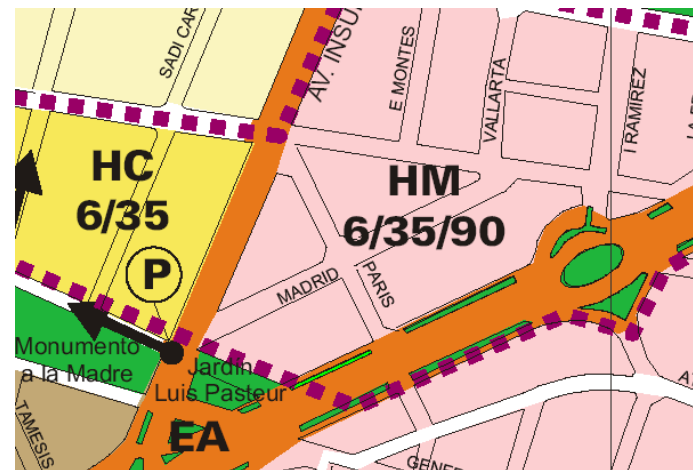 SADI CAR
AV. INSU
E MONTES
VALLARTA
I RAMIREZ
HC
6/35
HM
6/35/90
P
MADRID
PARIS
Monumento
a la Madre
Jardín
Luis Pasteur
EA
TAMESIS
GENER